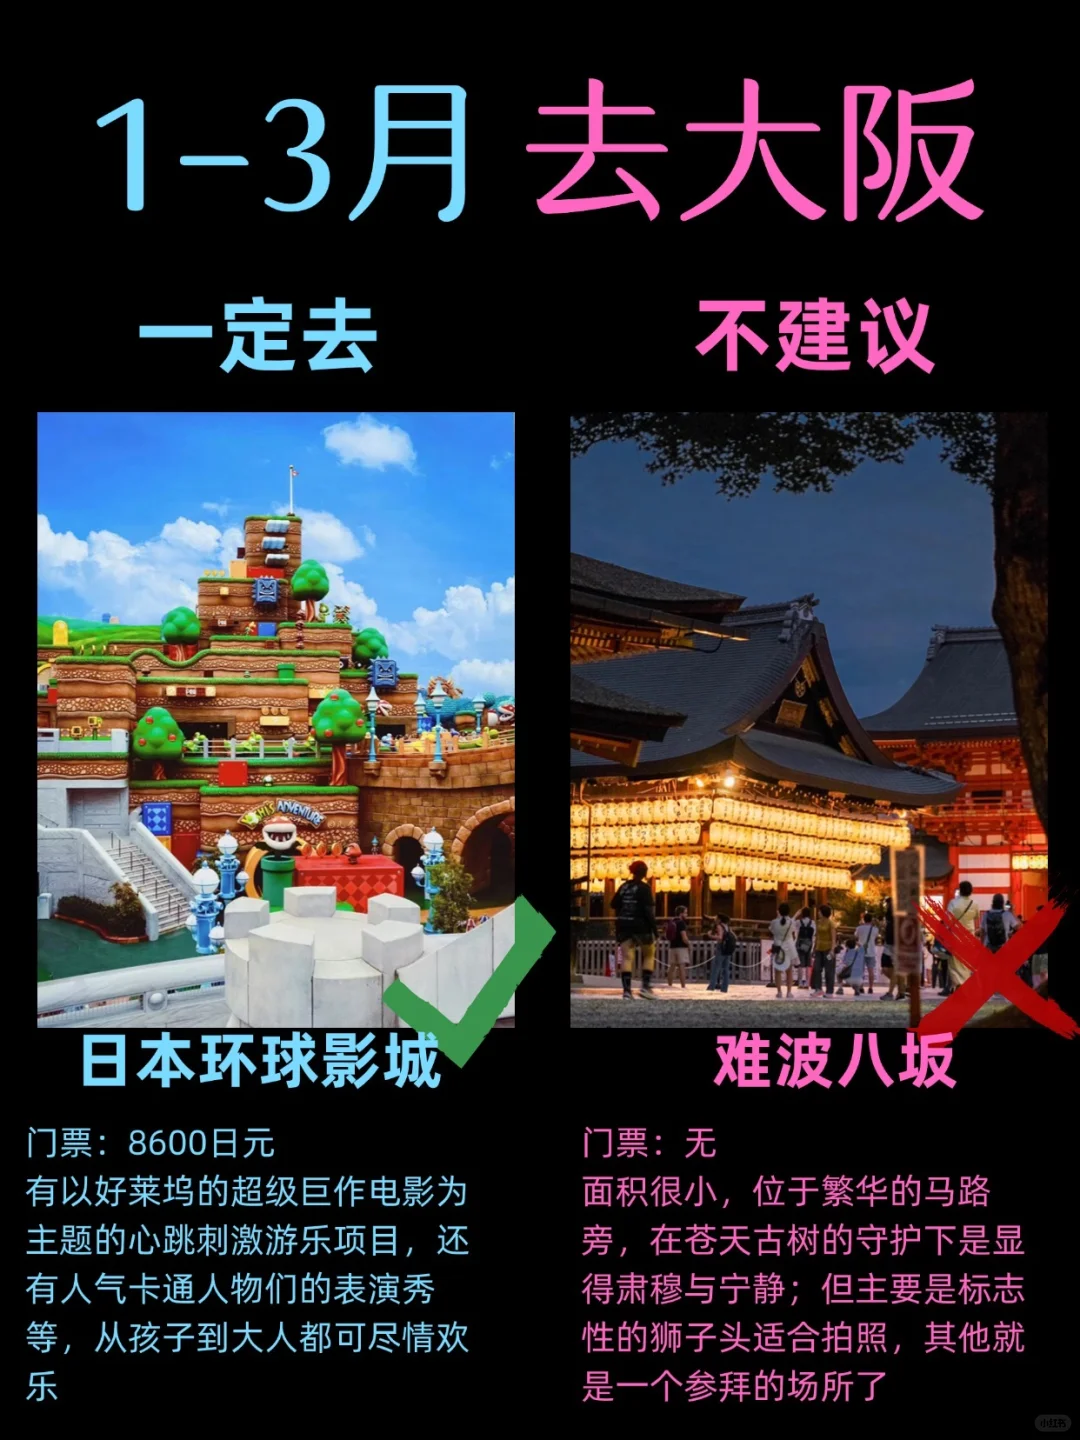 1-3月 去大阪
一定去
不建议
YOSHI'S ADVENTURE
日本环球影城
难波八坂
门票：8600日元
有以好莱坞的超级巨作电影为
主题的心跳刺激游乐项目，还
有人气卡通人物们的表演秀
等，从孩子到大人都可尽情欢
乐
门票：无
面积很小，位于繁华的马路
旁，在苍天古树的守护下是显
得肃穆与宁静；但主要是标志
性的狮子头适合拍照，其他就
是一个参拜的场所了
小红书